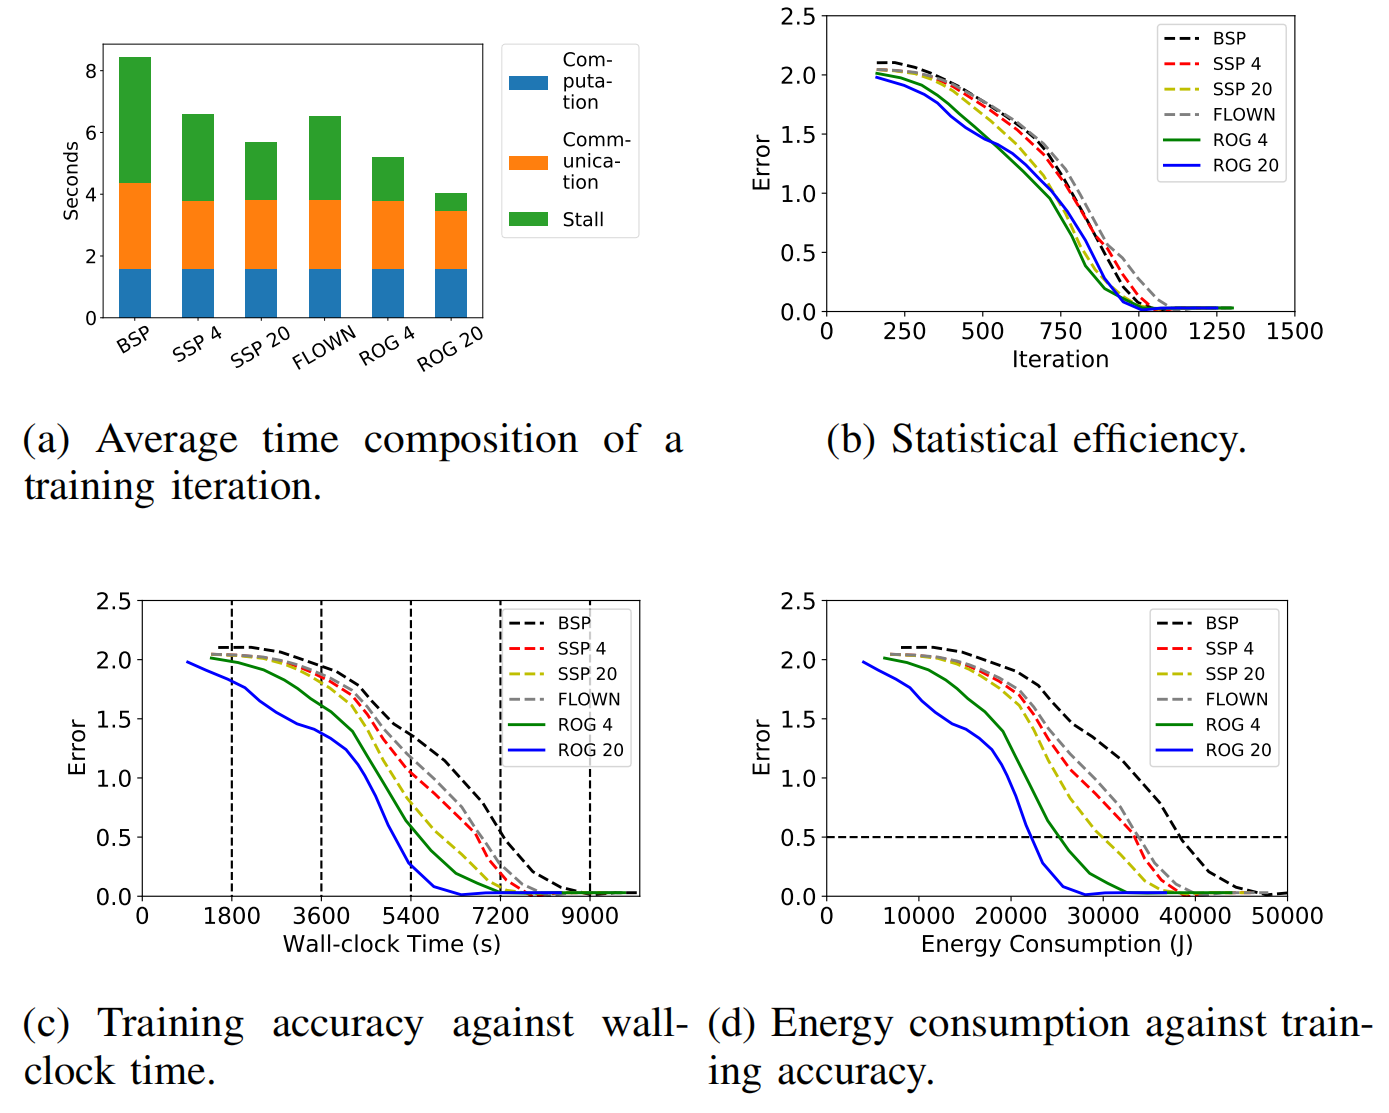 8
6
4
2
0
Seconds
BSP
SSP 4
SSP 20
FLOWN
ROG 4
ROG 20
Com-
puta-
tion
Comm-
unica-
tion
Stall
(a) Average time composition of a
training iteration.
2.5
2.0
1.5
1.0
0.5
0.0
Error
0 250 500 750 1000 1250 1500
Iteration
BSP
SSP 4
SSP 20
FLOWN
ROG 4
ROG 20
(b) Statistical efficiency.
2.5
2.0
1.5
1.0
0.5
0.0
Error
0 1800 3600 5400 7200 9000
Wall-clock Time (s)
BSP
SSP 4
SSP 20
FLOWN
ROG 4
ROG 20
(c) Training accuracy against wall-
clock time.
2.5
2.0
1.5
1.0
0.5
0.0
Error
0 10000 20000 30000 40000 50000
Energy Consumption (J)
BSP
SSP 4
SSP 20
FLOWN
ROG 4
ROG 20
(d) Energy consumption against train-
ing accuracy.